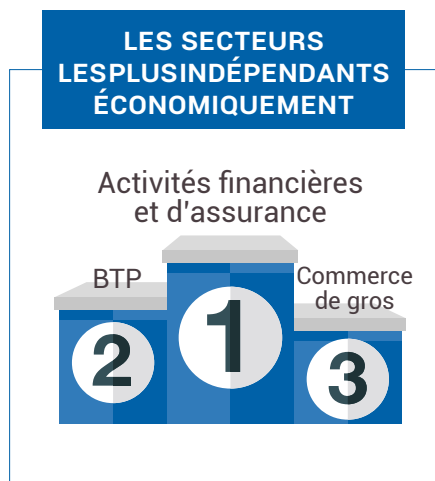 LES SECTEURS
LESPLUSINDÉPENDANTS
ÉCONOMIQUEMENT
Activités financières
et d'assurance
BTP
Commerce
de gros
2
1
3